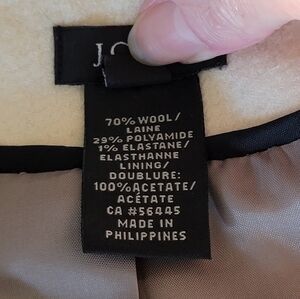 70% WOOL/
LAINE
29% POLYAMIDE
1% ELASTANE/
ELASTHANNE
LINING/
DOUBLURE:
100% ACETATE/
ACÉTATE
CA #56445
MADE IN
PHILIPPINES